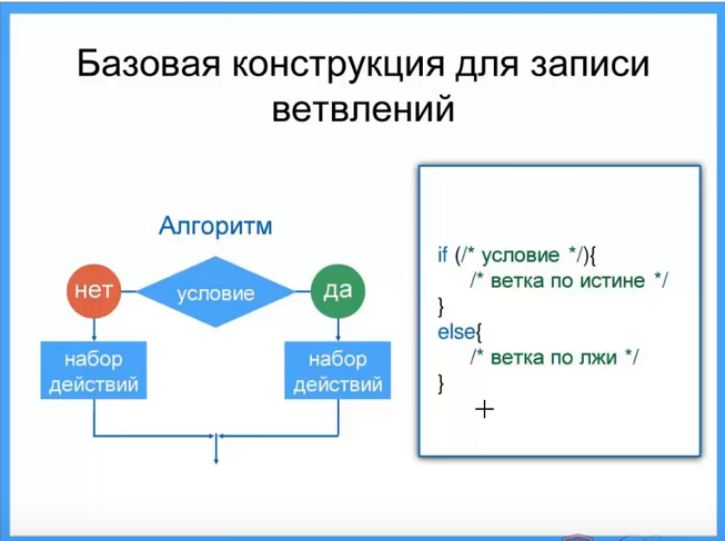 Базовая конструкция для записи
ветвлений
Алгоритм
нет
условие
да
набор
действий
набор
действий
if (/* условие */){
/* ветка по истине */
}
else{
/* ветка по лжи */
}